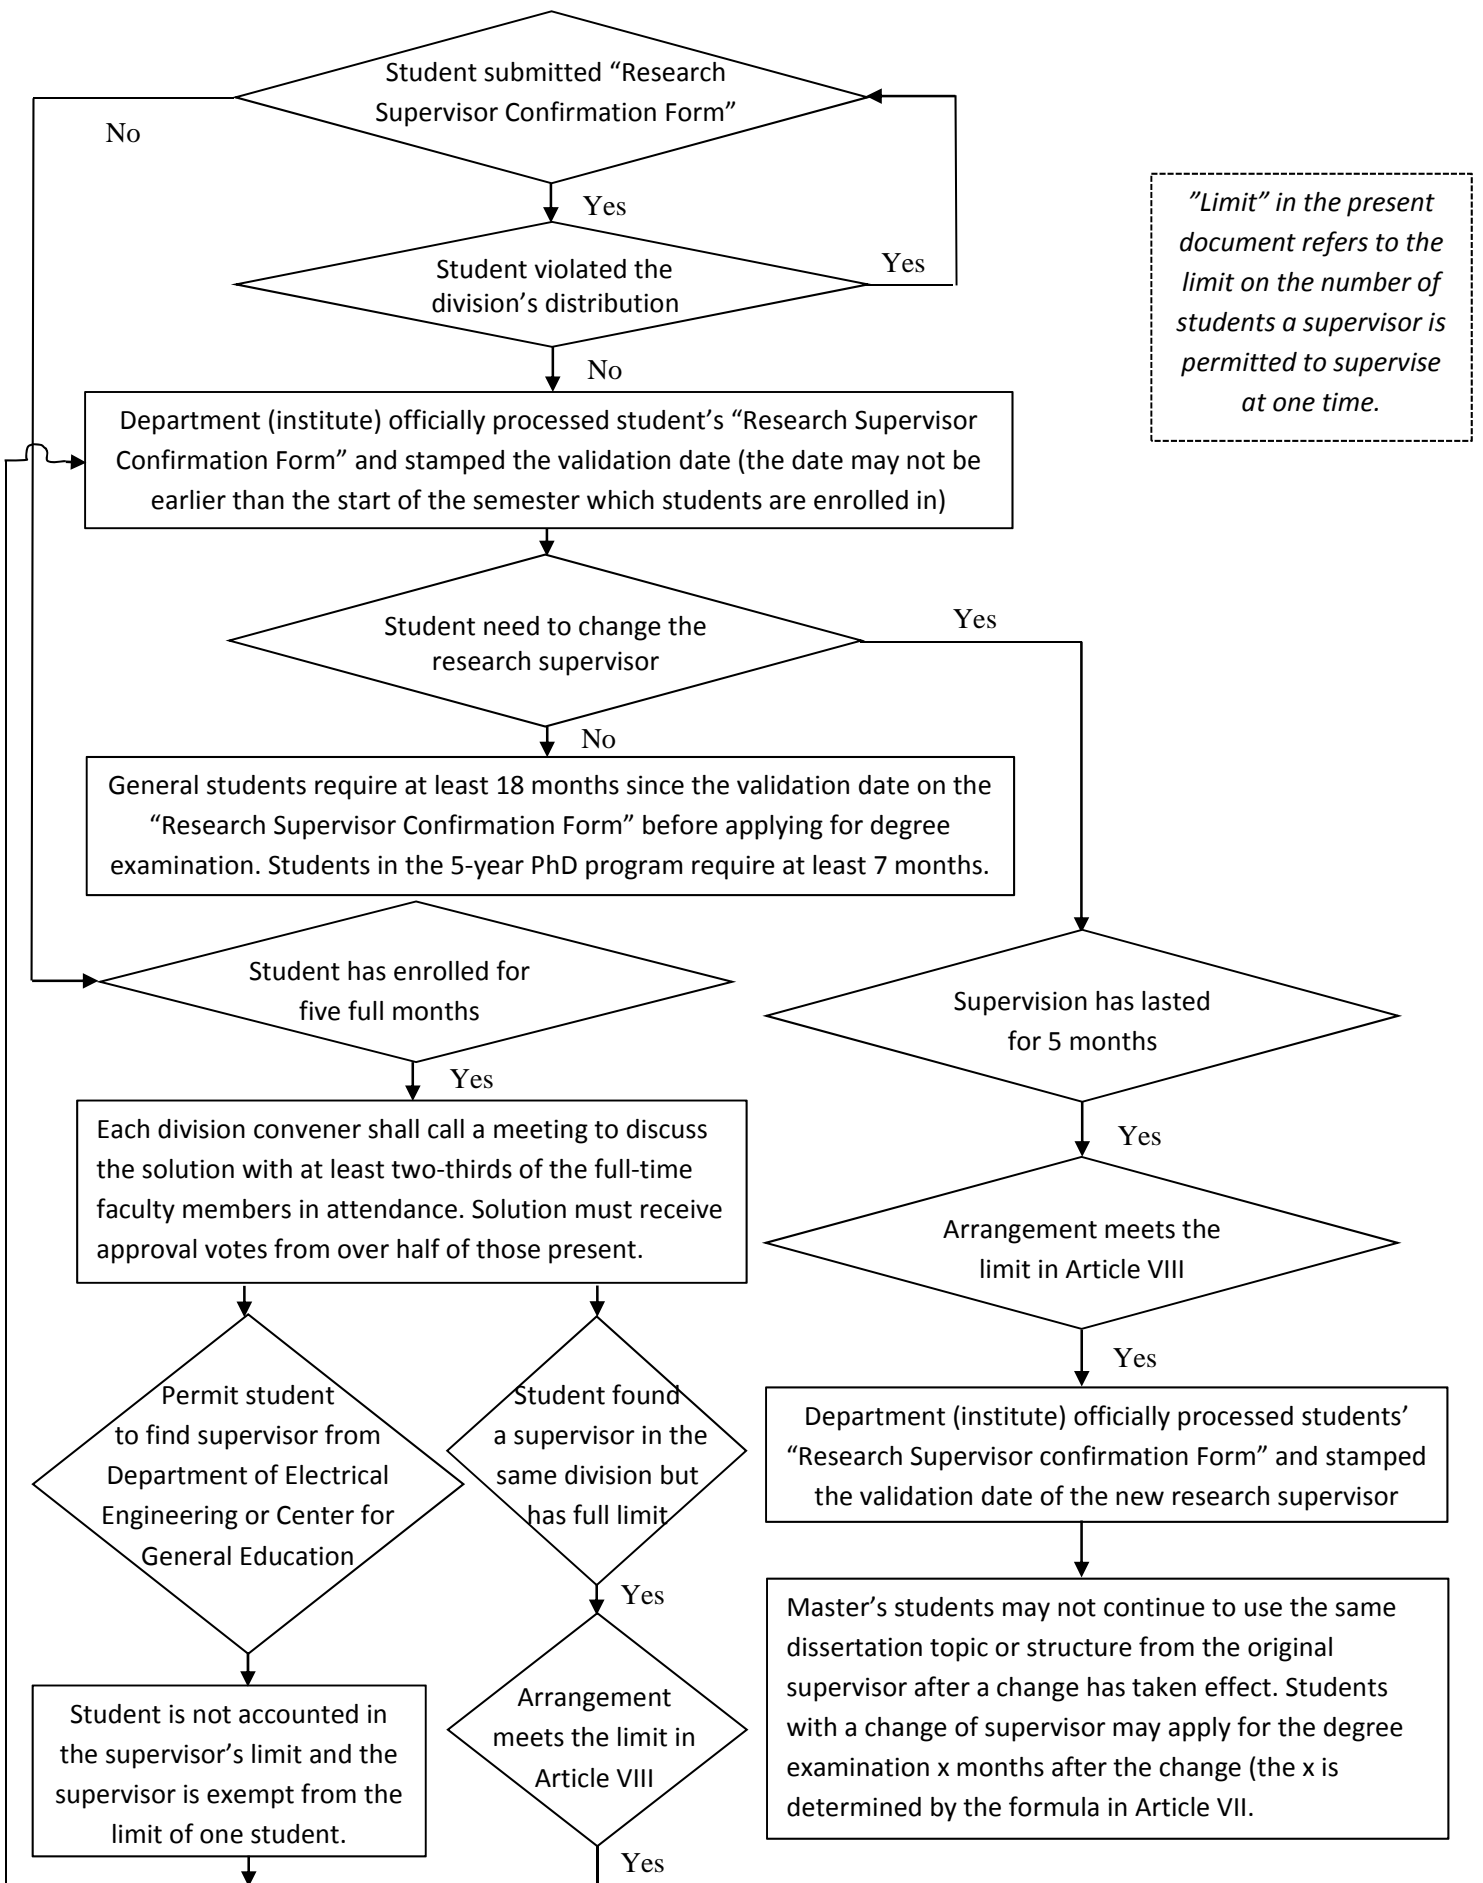 Student submitted “Research
Supervisor Confirmation Form”
No
Yes
”Limit” in the present
document refers to the
limit on the number of
students a supervisor is
permitted to supervise
at one time.
Student violated the
division’s distribution
Yes
No
Department (institute) officially processed student’s “Research Supervisor
Confirmation Form” and stamped the validation date (the date may not be
earlier than the start of the semester which students are enrolled in)
Student need to change the
research supervisor
Yes
No
General students require at least 18 months since the validation date on the
“Research Supervisor Confirmation Form” before applying for degree
examination. Students in the 5-year PhD program require at least 7 months.
Student has enrolled for
five full months
Yes
Supervision has lasted
for 5 months
Yes
Each division convener shall call a meeting to discuss
the solution with at least two-thirds of the full-time
faculty members in attendance. Solution must receive
approval votes from over half of those present.
Arrangement meets the
limit in Article VIII
Yes
Permit student
to find supervisor from
Department of Electrical
Engineering or Center for
General Education
Student found
a supervisor in the
same division but
has full limit
Yes
Department (institute) officially processed students’
“Research Supervisor confirmation Form” and stamped
the validation date of the new research supervisor
Student is not accounted in
the supervisor’s limit and the
supervisor is exempt from the
limit of one student.
Arrangement
meets the limit in
Article VIII
Yes
Master’s students may not continue to use the same
dissertation topic or structure from the original
supervisor after a change has taken effect. Students
with a change of supervisor may apply for the degree
examination x months after the change (the x is
determined by the formula in Article VII.